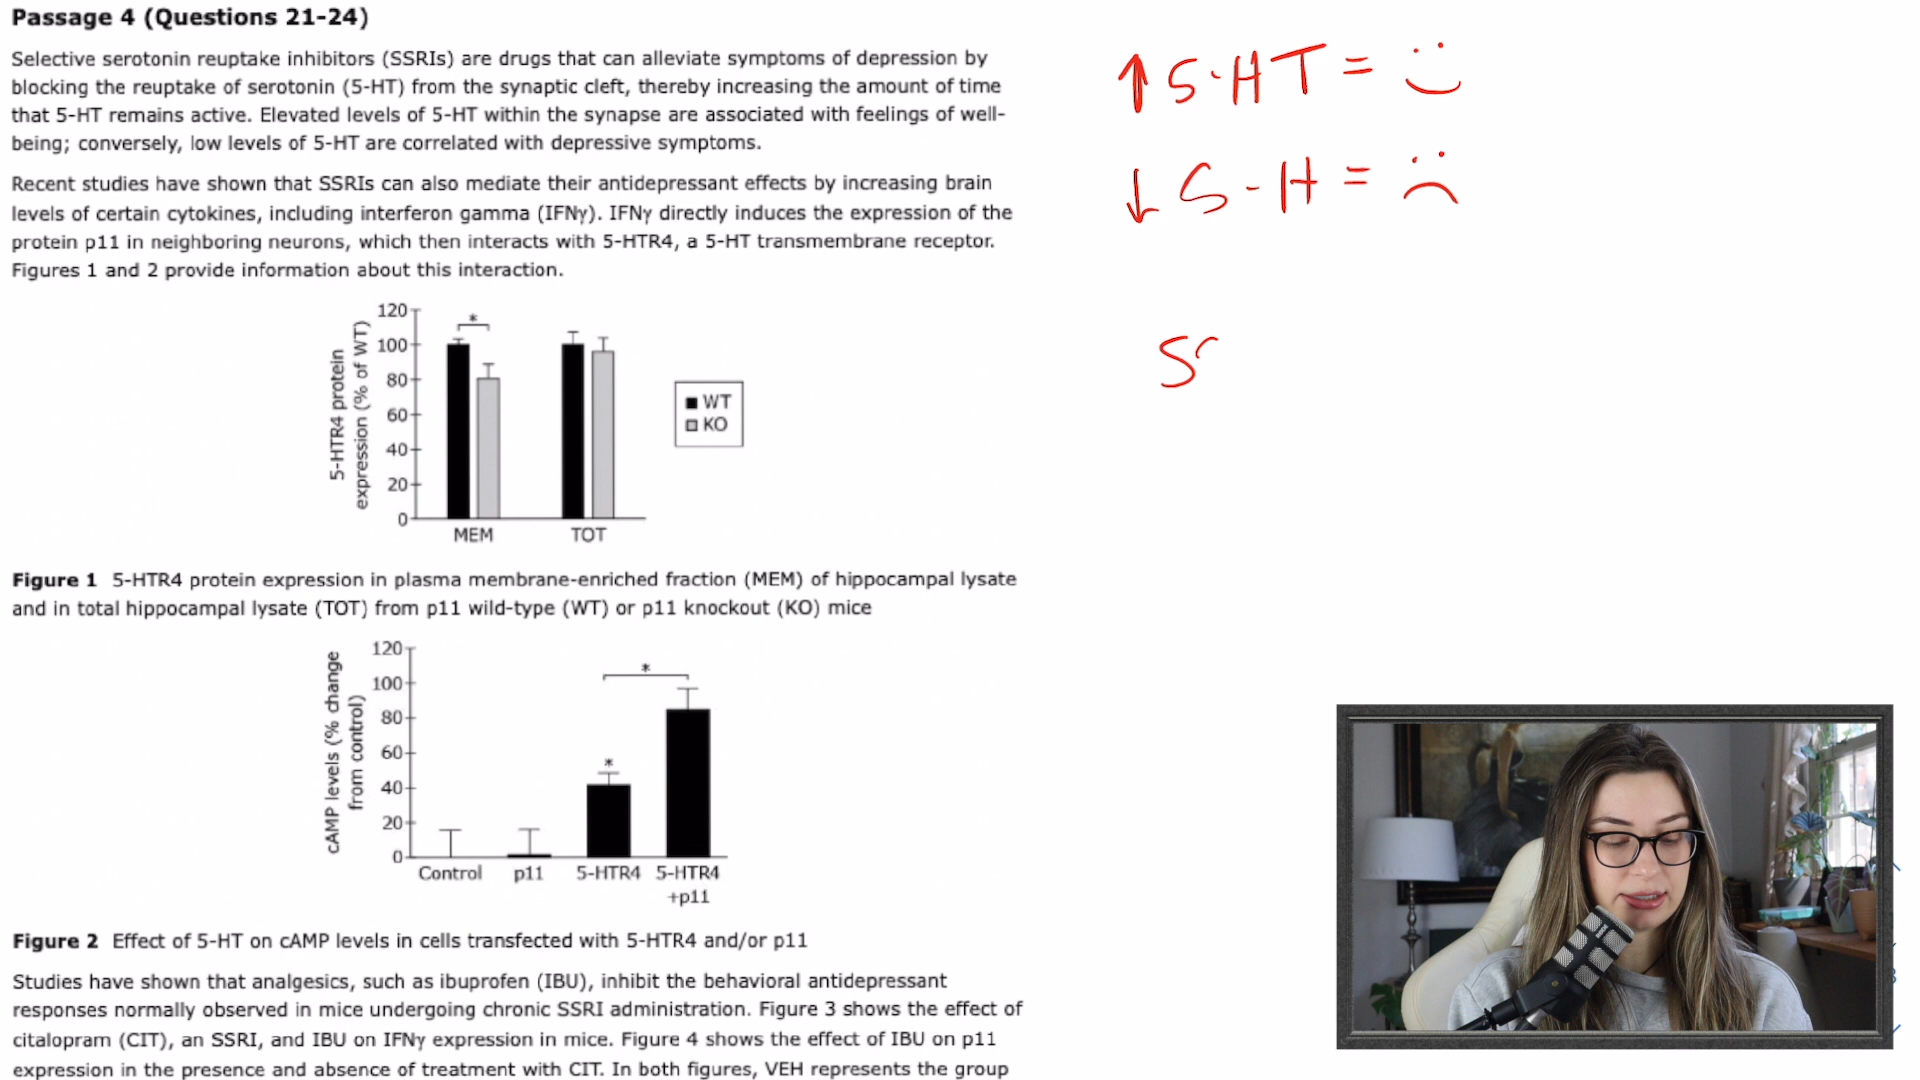 Passage 4 (Questions 21-24)
Selective serotonin reuptake inhibitors (SSRIs) are drugs that can alleviate symptoms of depression by
blocking the reuptake of serotonin (5-HT) from the synaptic cleft, thereby increasing the amount of time
that 5-HT remains active. Elevated levels of 5-HT within the synapse are associated with feelings of well-
being; conversely, low levels of 5-HT are correlated with depressive symptoms.
Recent studies have shown that SSRIs can also mediate their antidepressant effects by increasing brain
levels of certain cytokines, including interferon gamma (IFNγ). IFNγ directly induces the expression of the
protein p11 in neighboring neurons, which then interacts with 5-HTR4, a 5-HT transmembrane receptor.
Figures 1 and 2 provide information about this interaction.
5-HTR4 protein
expression (% of WT)
120
100
80
60
40
20
0
*
MEM TOT
WT
KO
Figure 1 5-HTR4 protein expression in plasma membrane-enriched fraction (MEM) of hippocampal lysate
and in total hippocampal lysate (TOT) from p11 wild-type (WT) or p11 knockout (KO) mice
cAMP levels (% change
from control)
120
100
80
60
40
20
0
*
*
Control p11 5-HTR4 5-HTR4
+p11
Figure 2 Effect of 5-HT on cAMP levels in cells transfected with 5-HTR4 and/or p11
Studies have shown that analgesics, such as ibuprofen (IBU), inhibit the behavioral antidepressant
responses normally observed in mice undergoing chronic SSRI administration. Figure 3 shows the effect of
citalopram (CIT), an SSRI, and IBU on IFNγ expression in mice. Figure 4 shows the effect of IBU on p11
expression in the presence and absence of treatment with CIT. In both figures, VEH represents the group
↑ 5-HT =
↓ 5-H =